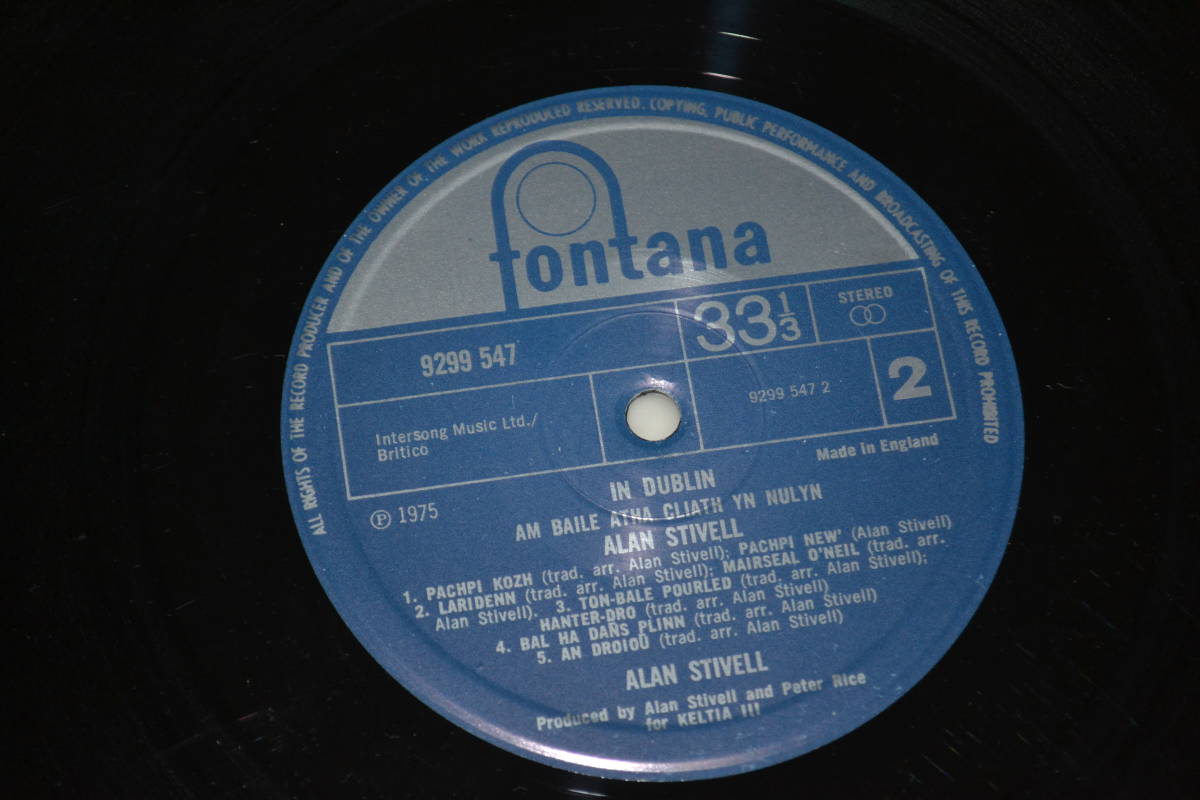 ALL RIGHTS OF THE RECORD PRODUCER AND OF THE OWNER OF THE WORK REPRODUCED RESERVED. COPYING, PUBLIC PERFORMANCE AND BROADCASTING OF THIS RECORD PROHIBITED
fontana
9299 547
33 1/3
STEREO
Intersong Music Ltd./
Britico
9299 547 2
2
Made in England
Ⓟ 1975
IN DUBLIN
AM BAILE ATHA CLIATH YN NULYN
ALAN STIVELL
1. PACHPI KOZH (trad. arr. Alan Stivell); PACHPI NEW' (Alan Stivell)
2. LARIDENN (trad. arr. Alan Stivell); MAIRSEAL O'NEIL (trad. arr.
Alan Stivell). 3. TON-BALE POURLED (trad. arr. Alan Stivell);
HANTER-DRO (trad. arr. Alan Stivell)
4. BAL HA DAÑS PLINN (trad. arr. Alan Stivell)
5. AN DROIOÙ (trad. arr. Alan Stivell)
ALAN STIVELL
Produced by Alan Stivell and Peter Rice
for KELTIA III